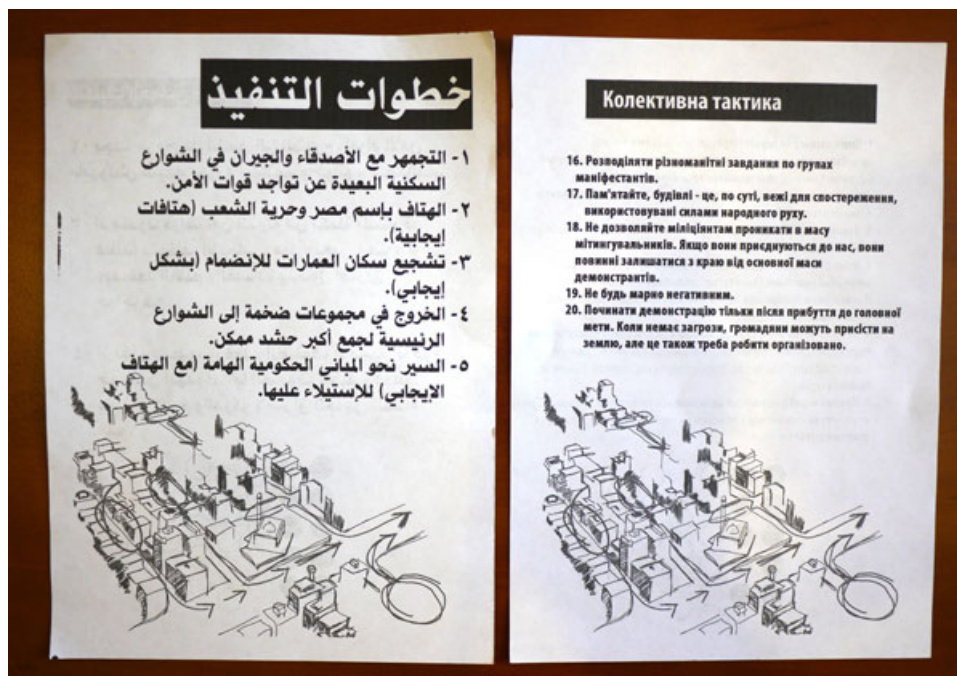 خطوات التنفيذ
١- التجمهر مع الأصدقاء والجيران في الشوارع
السكنية البعيدة عن تواجد قوات الأمن.
٢- الهتاف بإسم مصر وحرية الشعب (هتافات
إيجابية).
٣- تشجيع سكان العمارات للإنضمام (بشكل
إيجابي).
٤- الخروج في مجموعات ضخمة إلى الشوارع
الرئيسية لجمع أكبر حشد ممكن.
٥- السير نحو المباني الحكومية الهامة (مع الهتاف
الإيجابي) للإستيلاء عليها.
Колективна тактика
16. Розподіляти різноманітні завдання по групах
маніфестантів.
17. Пам'ятайте, будівлі - це, по суті, вежі для спостереження,
використовувані силами народного руху.
18. Не дозволяйте міліціантам проникати в масу
мітингувальників. Якщо вони приєднуються до нас, вони
повинні залишатися з краю від основної маси
демонстрантів.
19. Не будь марно негативним.
20. Починати демонстрацію тільки після прибуття до головної
мети. Коли немає загрози, громадяни можуть присісти на
землю, але це також треба робити організовано.